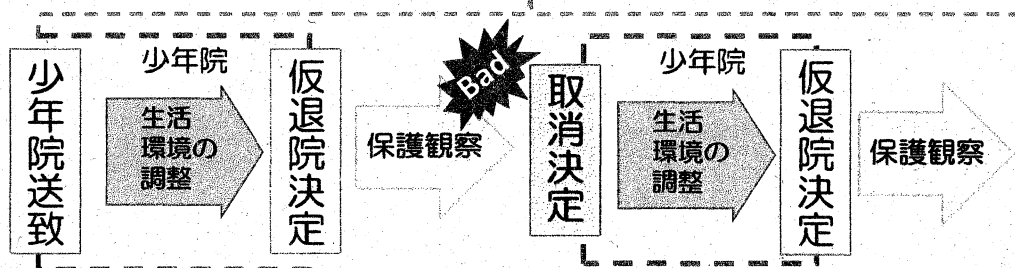 少年院送致
少年院
生活
環境の
調整
仮退院決定
保護観察
Bad
取消決定
少年院
生活
環境の
調整
仮退院決定
保護観察